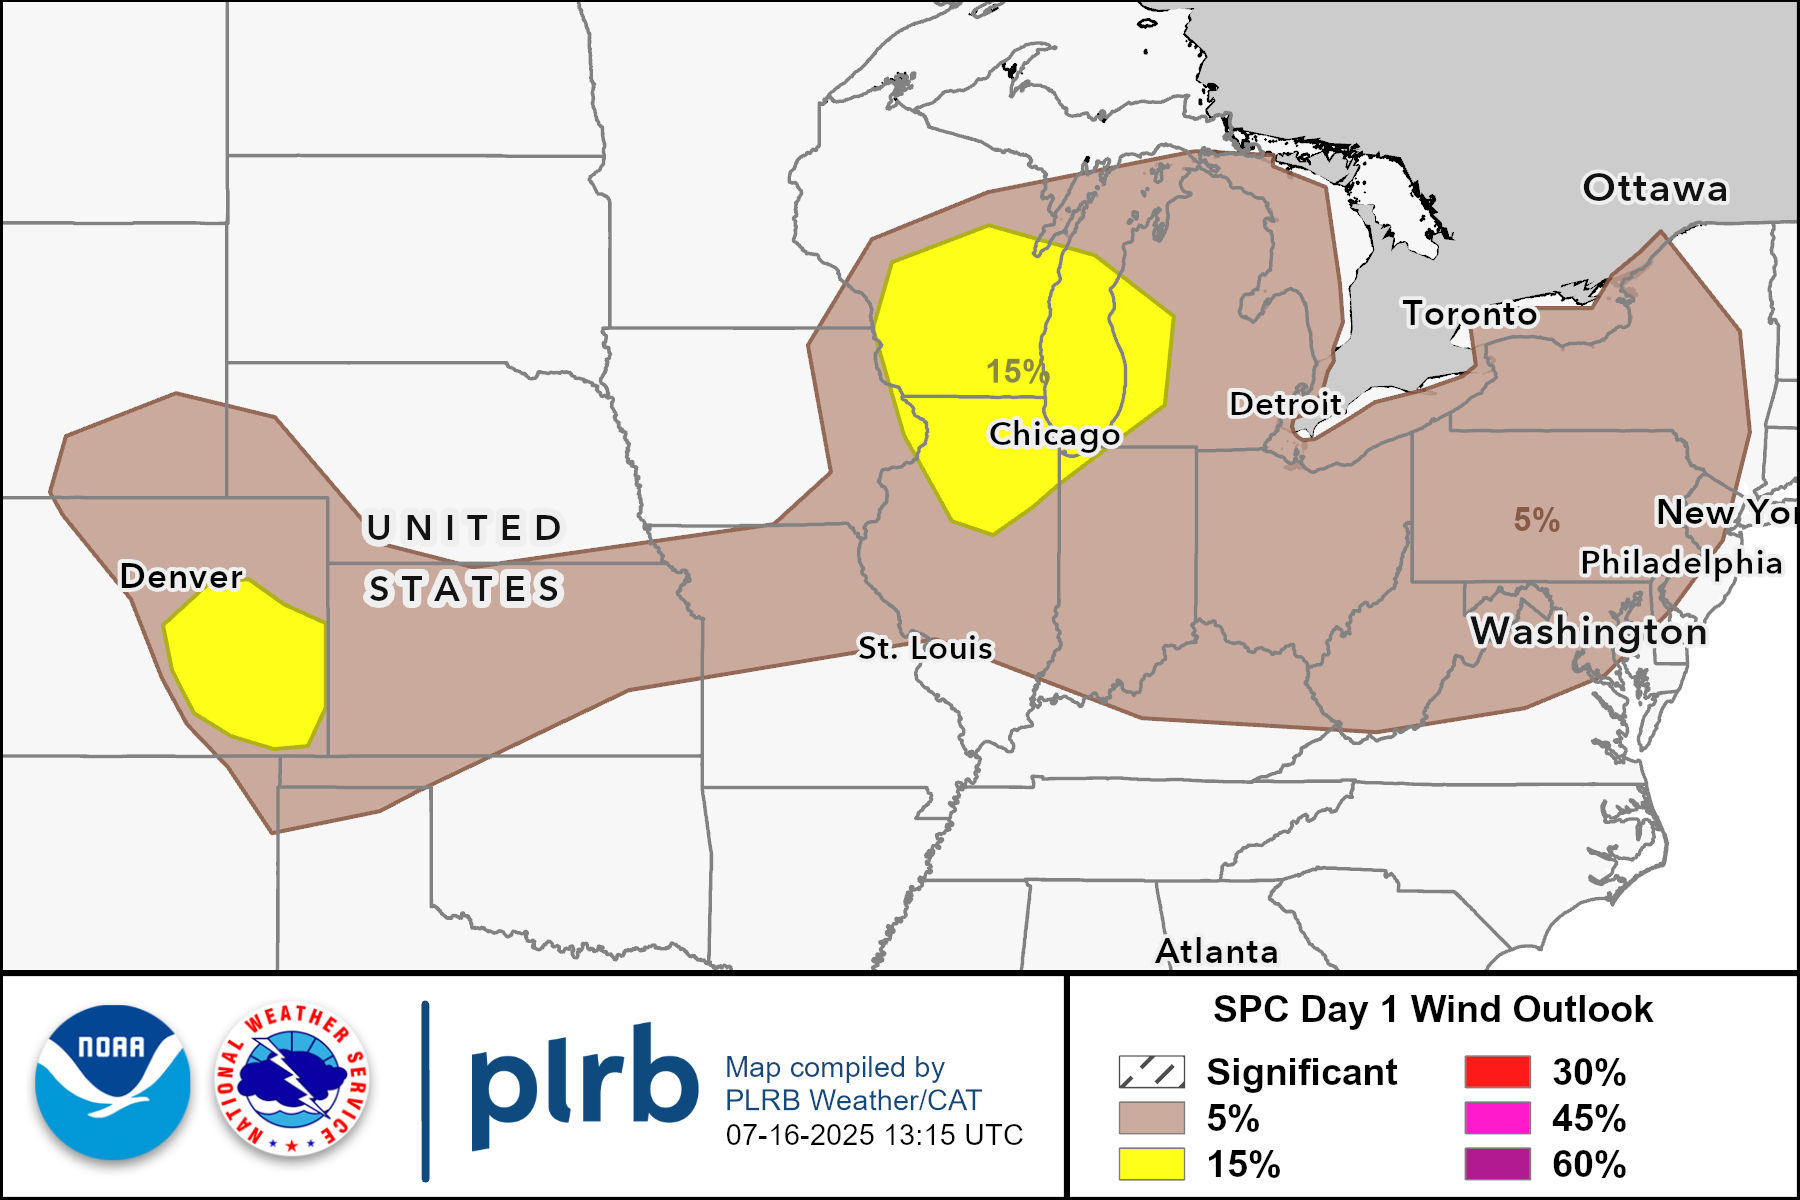 Ottawa
Toronto
15%
Detroit
Chicago
5%
New Yor
UNITED
Philadelphia
Denver
STATES
Washington
St. Louis
Atlanta
NOAA
NATIONAL WEATHER SERVICE
plrb
Map compiled by
PLRB Weather/CAT
07-16-2025 13:15 UTC
SPC Day 1 Wind Outlook
Significant
5%
15%
30%
45%
60%